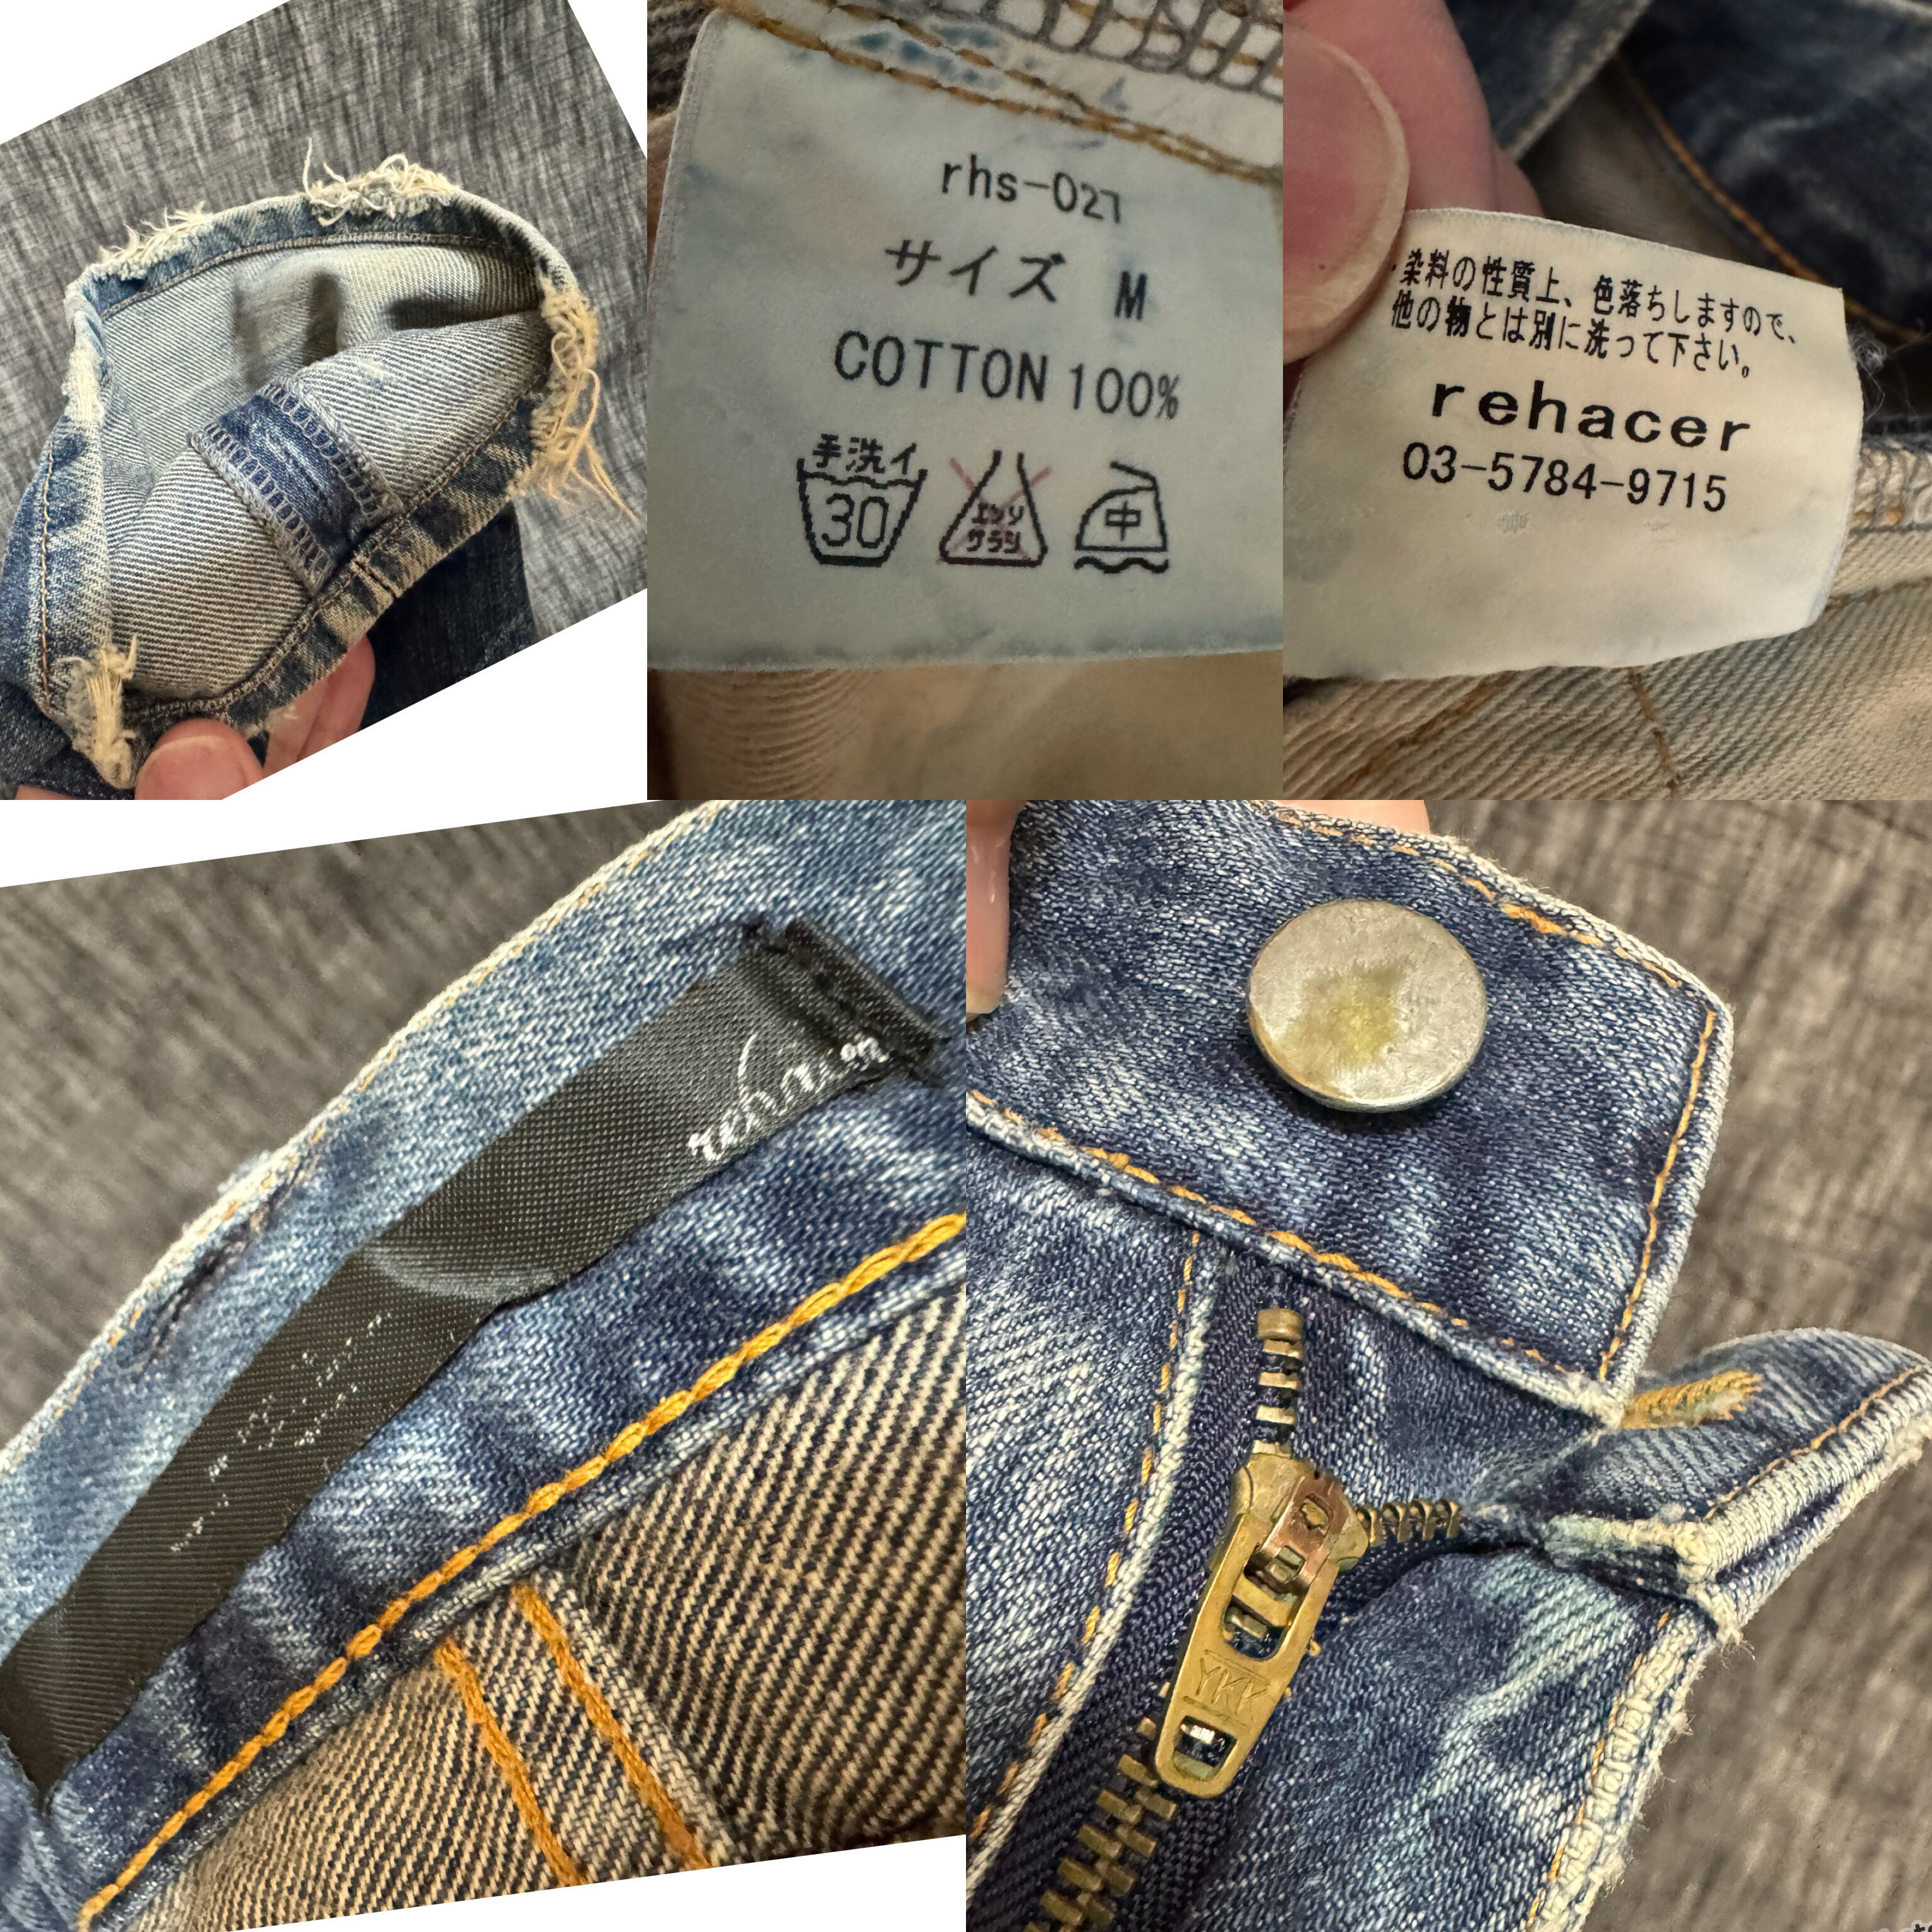 rhs-027
サイズ M
COTTON 100%
手洗イ
30
エンソ
サラシ
中
・染料の性質上、色落ちしますので、
他の物とは別に洗って下さい。
rehacer
03-5784-9715
rehacer
YKK